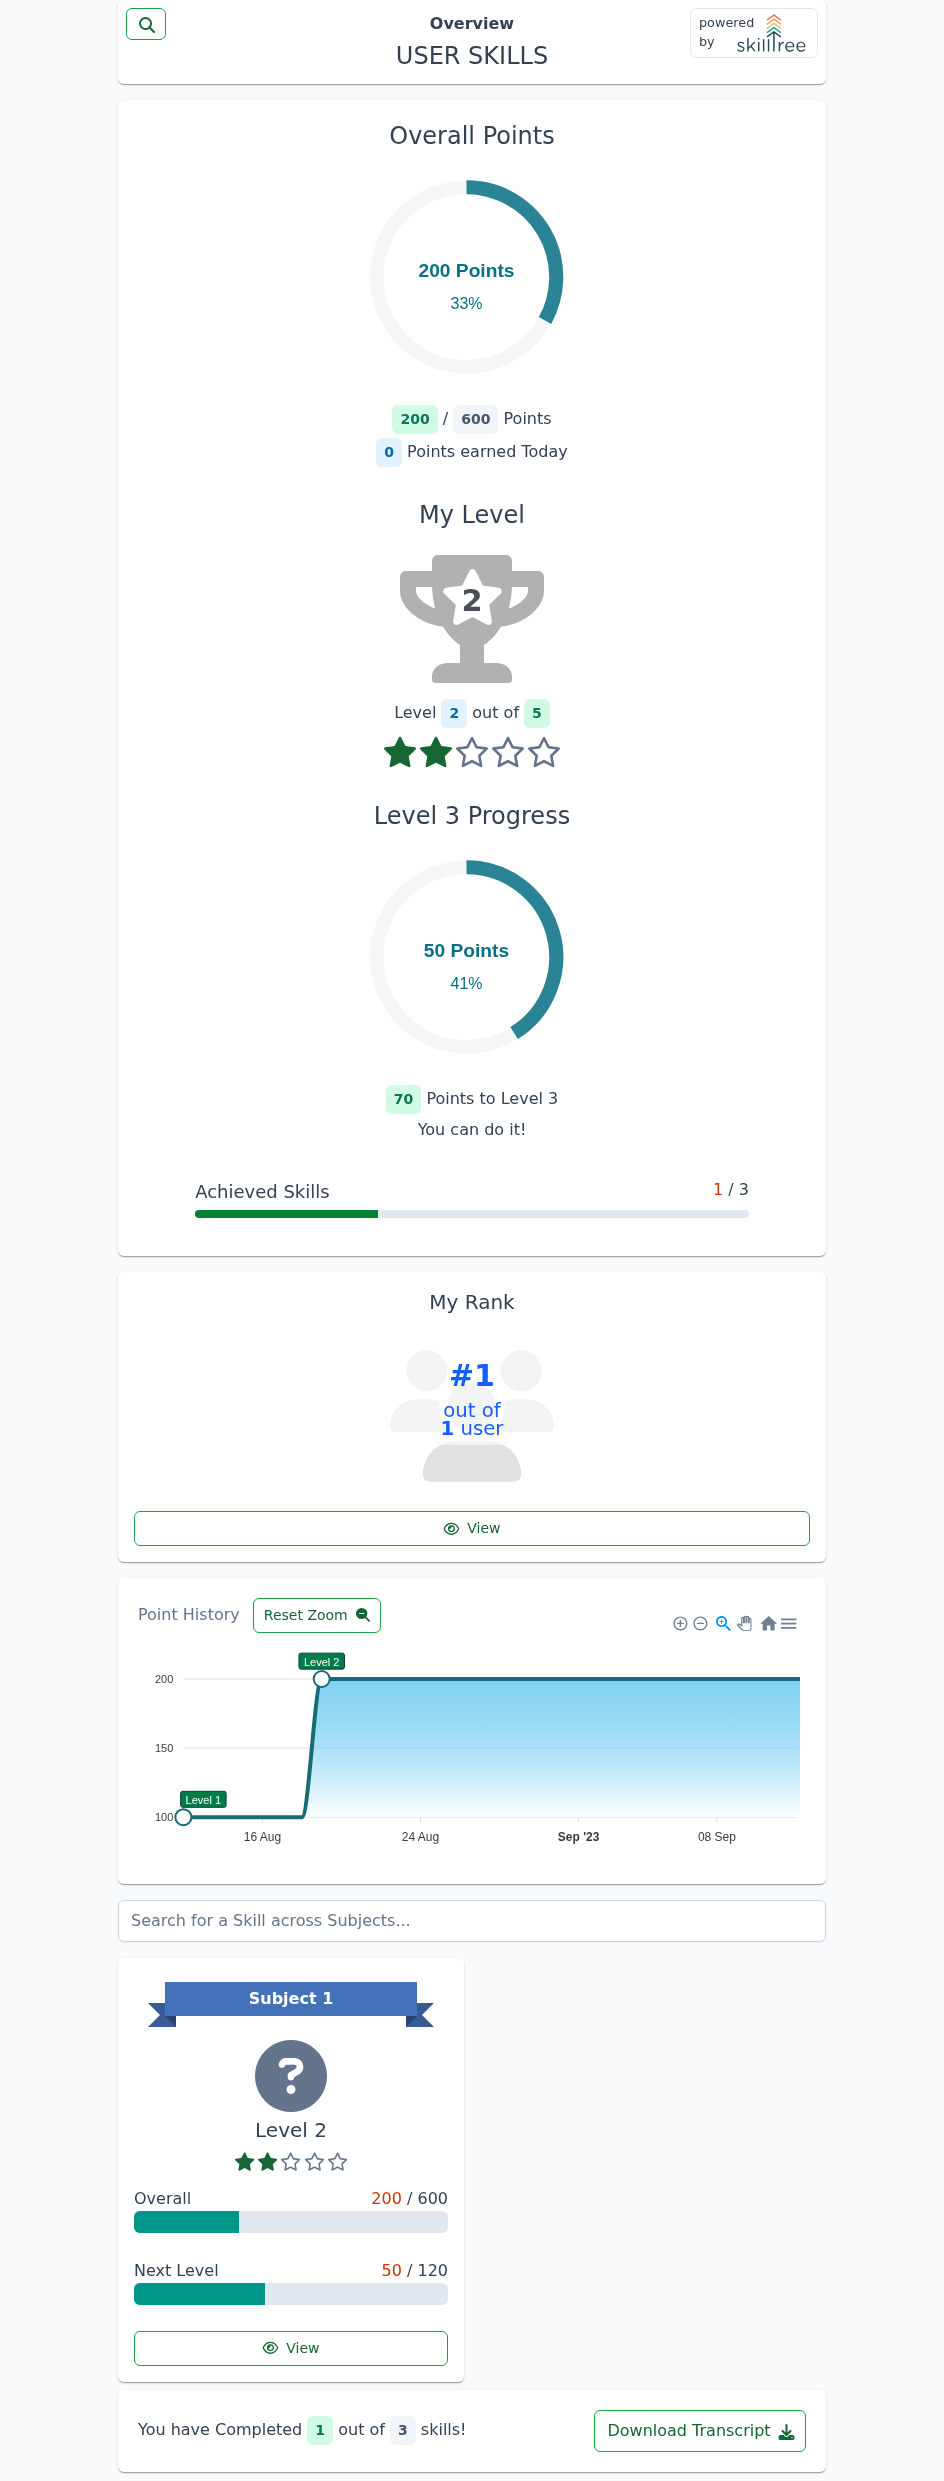 Overview
USER SKILLS
powered
by
skilltree
Overall Points
200 Points
33%
200 / 600 Points
0 Points earned Today
My Level
2
Level 2 out of 5
Level 3 Progress
50 Points
41%
70 Points to Level 3
You can do it!
Achieved Skills 1 / 3
My Rank
#1
out of
1 user
View
Point History Reset Zoom
Level 2
200
150
Level 1
100
16 Aug 24 Aug Sep '23 08 Sep
Search for a Skill across Subjects...
Subject 1
?
Level 2
Overall 200 / 600
Next Level 50 / 120
View
You have Completed 1 out of 3 skills! Download Transcript